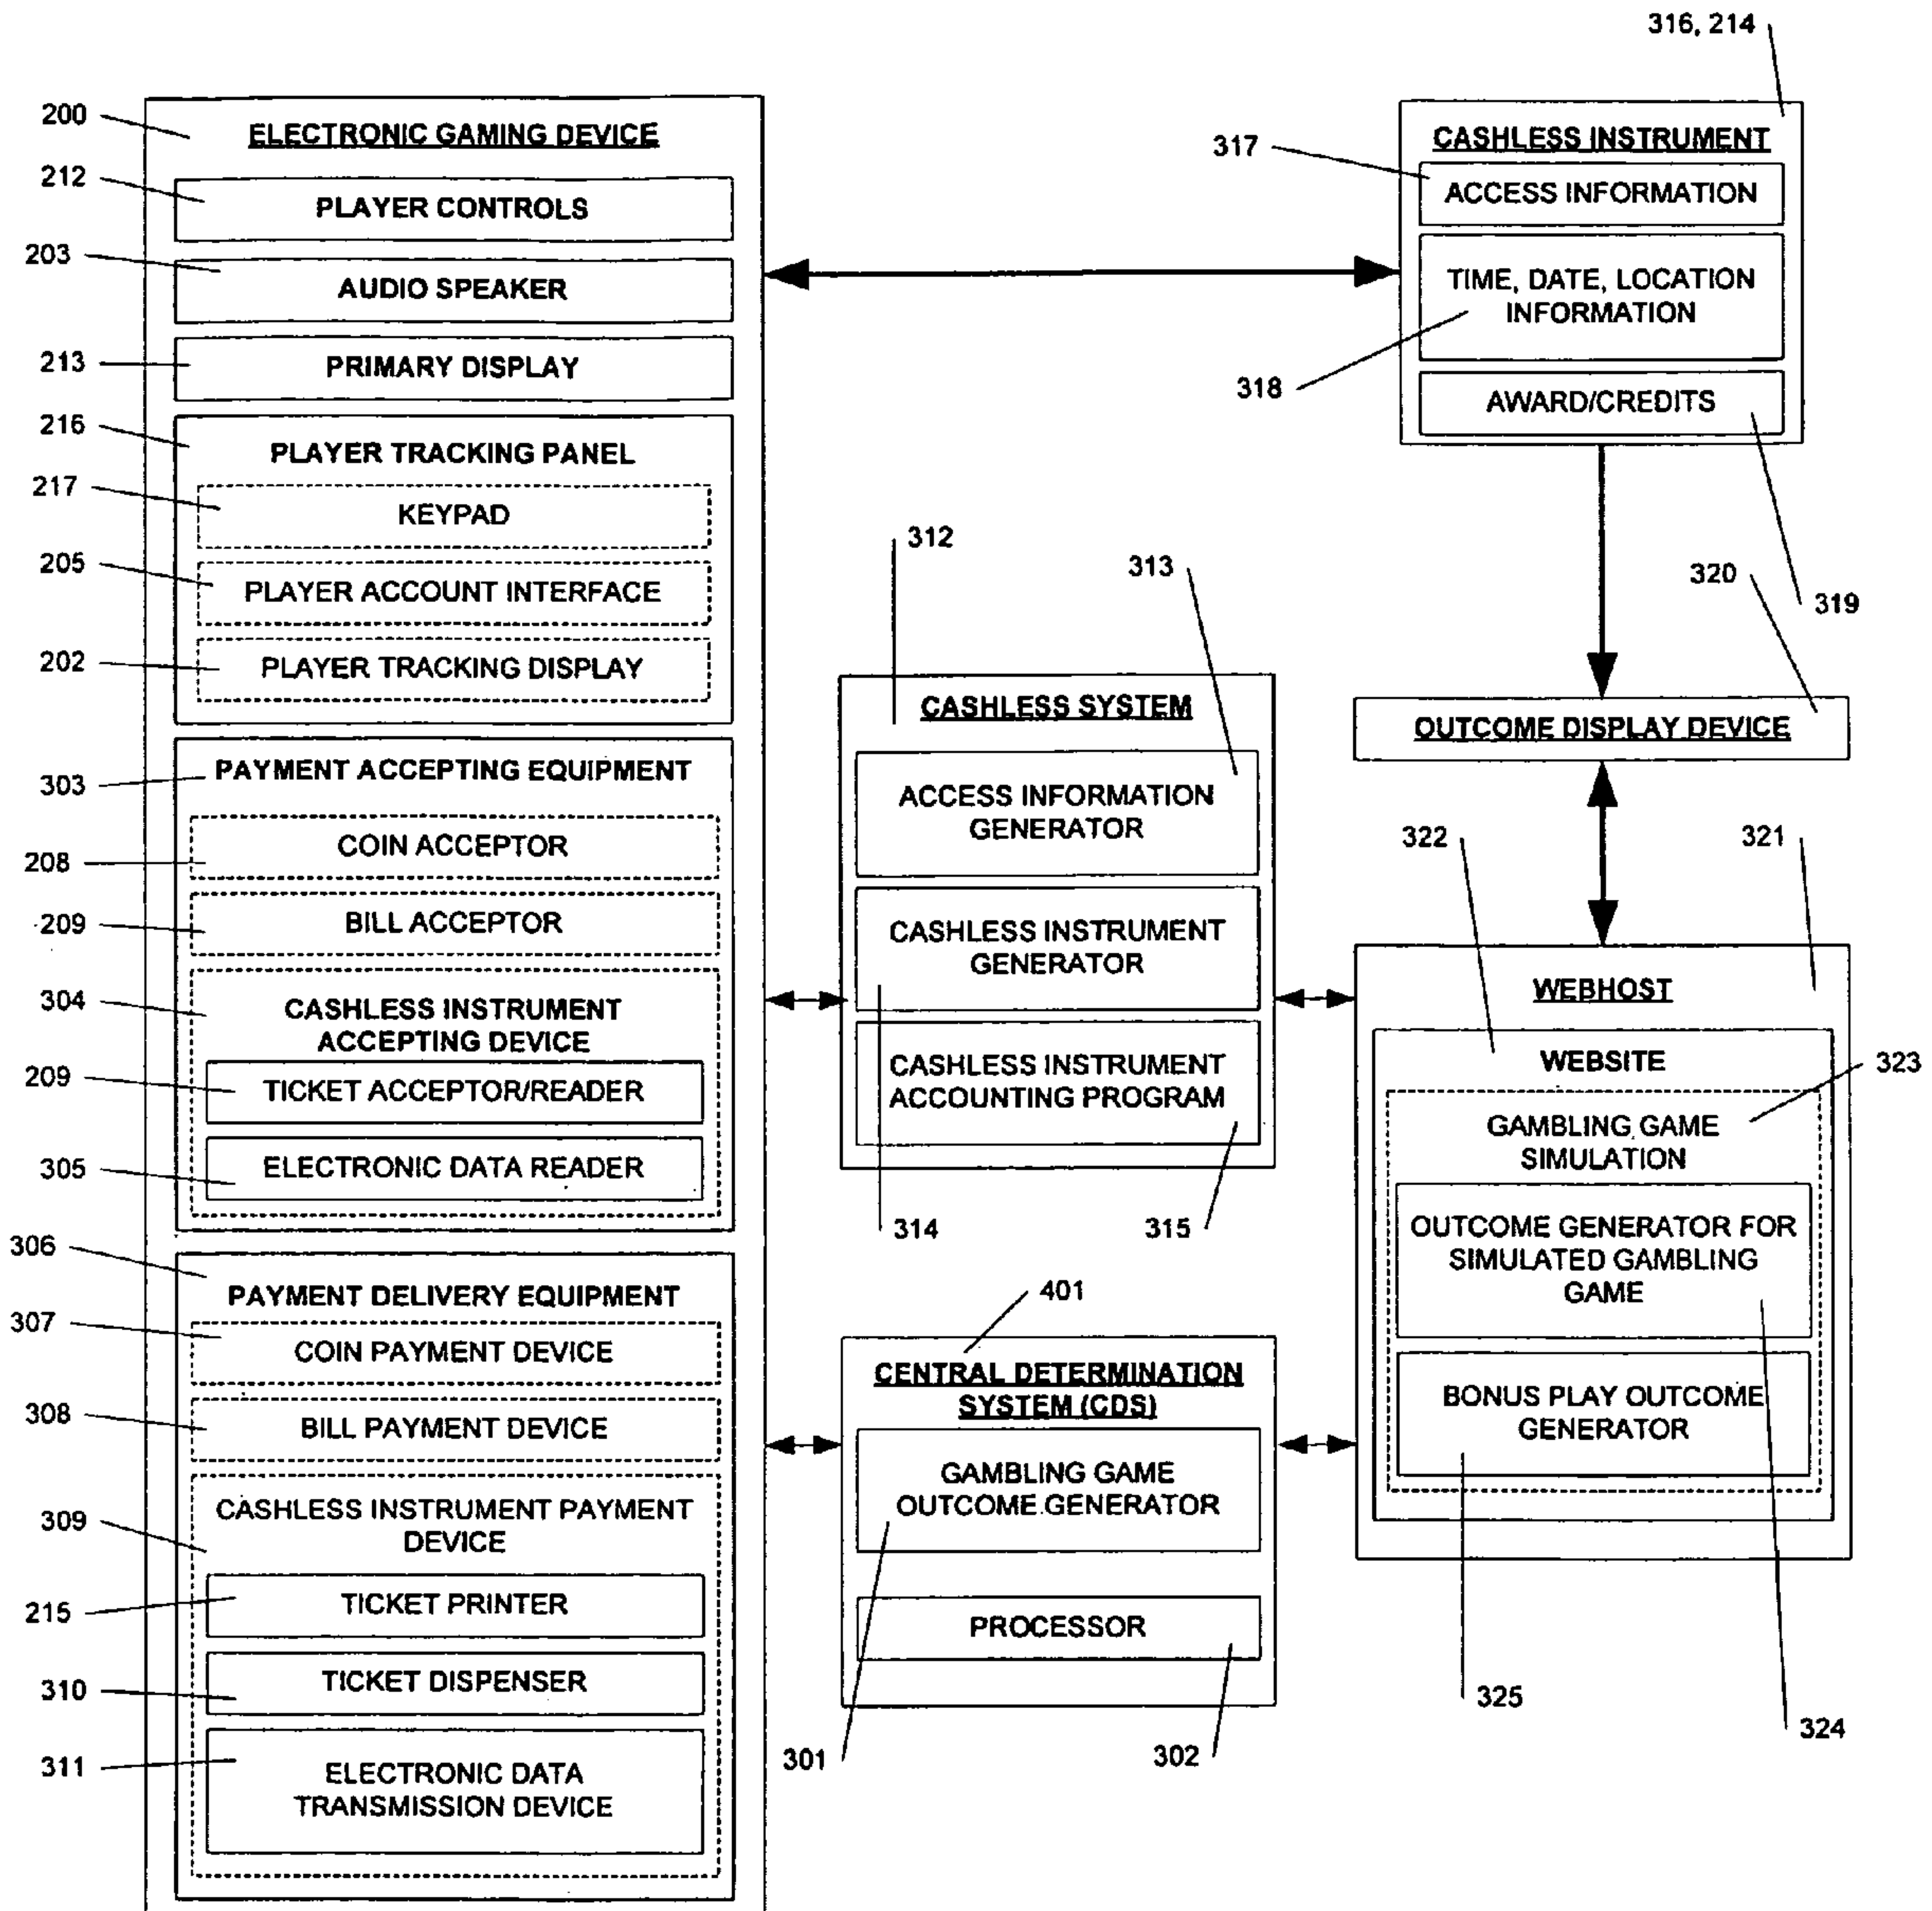 316, 214
200
ELECTRONIC GAMING DEVICE
212
PLAYER CONTROLS
203
AUDIO SPEAKER
213
PRIMARY DISPLAY
216
PLAYER TRACKING PANEL
217
KEYPAD
205
PLAYER ACCOUNT INTERFACE
202
PLAYER TRACKING DISPLAY
303
PAYMENT ACCEPTING EQUIPMENT
COIN ACCEPTOR
208
BILL ACCEPTOR
209
304
CASHLESS INSTRUMENT
ACCEPTING DEVICE
209
TICKET ACCEPTOR/READER
305
ELECTRONIC DATA READER
306
PAYMENT DELIVERY EQUIPMENT
307
COIN PAYMENT DEVICE
308
BILL PAYMENT DEVICE
309
CASHLESS INSTRUMENT PAYMENT
DEVICE
215
TICKET PRINTER
310
TICKET DISPENSER
311
ELECTRONIC DATA
TRANSMISSION DEVICE
312
313
CASHLESS SYSTEM
ACCESS INFORMATION
GENERATOR
CASHLESS INSTRUMENT
GENERATOR
CASHLESS INSTRUMENT
ACCOUNTING PROGRAM
314
315
401
CENTRAL DETERMINATION
SYSTEM (CDS)
GAMBLING GAME
OUTCOME GENERATOR
PROCESSOR
301
302
CASHLESS INSTRUMENT
317
ACCESS INFORMATION
TIME, DATE, LOCATION
INFORMATION
318
AWARD/CREDITS
319
320
OUTCOME DISPLAY DEVICE
322
321
WEBHOST
WEBSITE
323
GAMBLING GAME
SIMULATION
OUTCOME GENERATOR FOR
SIMULATED GAMBLING
GAME
BONUS PLAY OUTCOME
GENERATOR
325
324